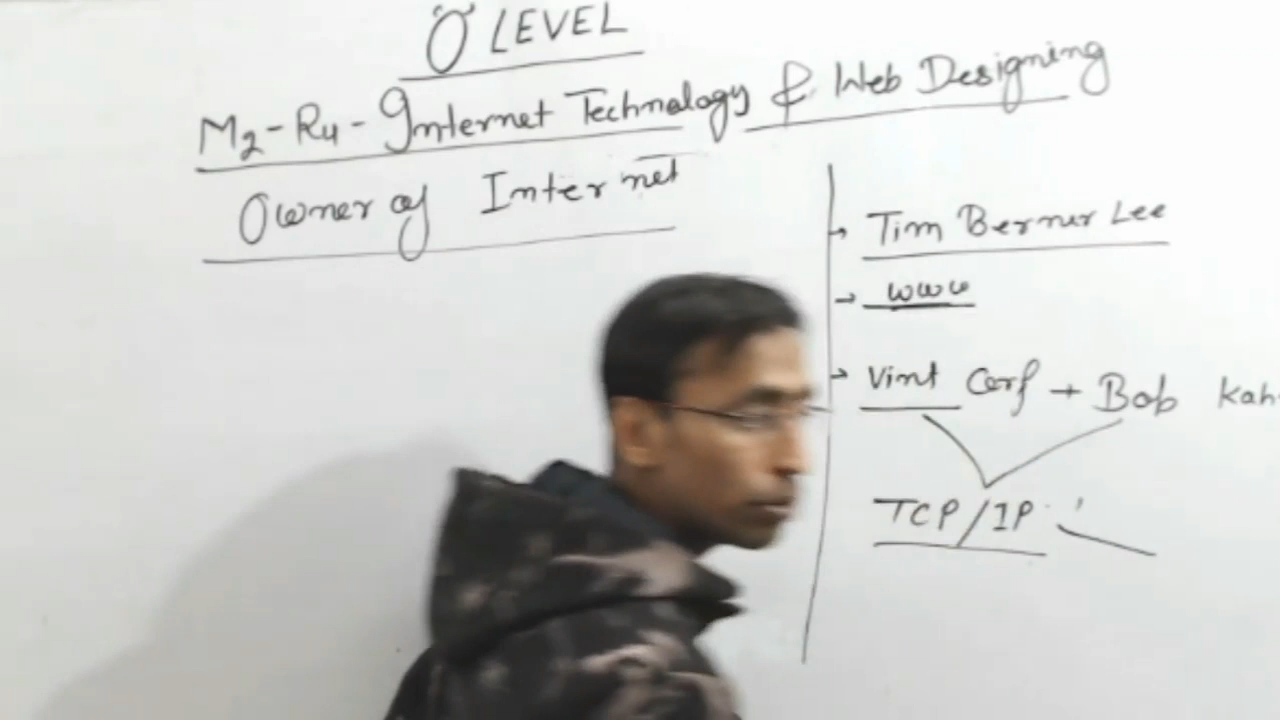 'O' LEVEL
M2-R4-Internet Technology & Web Designing
Owner of Internet
→ Tim Berner Lee
→ www
→ Vint Cerf + Bob Kah
TCP/IP